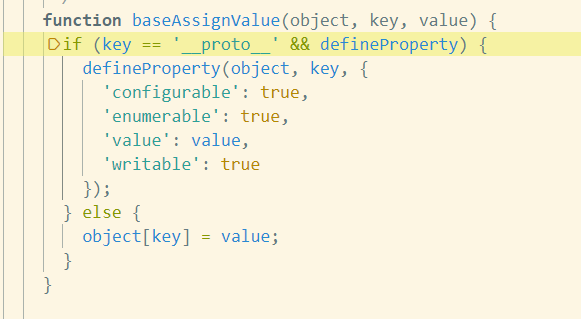 function baseAssignValue(object, key, value) {
if (key == '__proto__' && defineProperty) {
defineProperty(object, key, {
'configurable': true,
'enumerable': true,
'value': value,
'writable': true
});
} else {
object[key] = value;
}
}